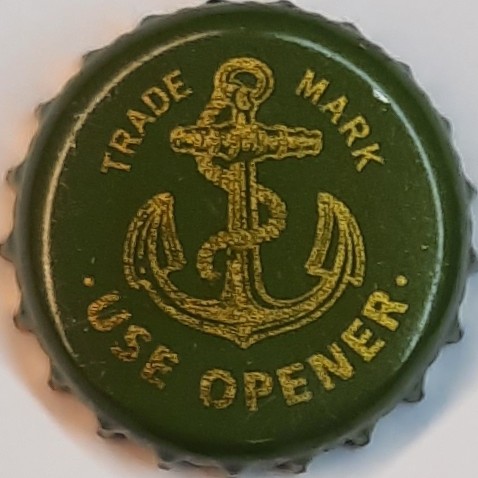 TRADE MARK
· USE OPENER ·